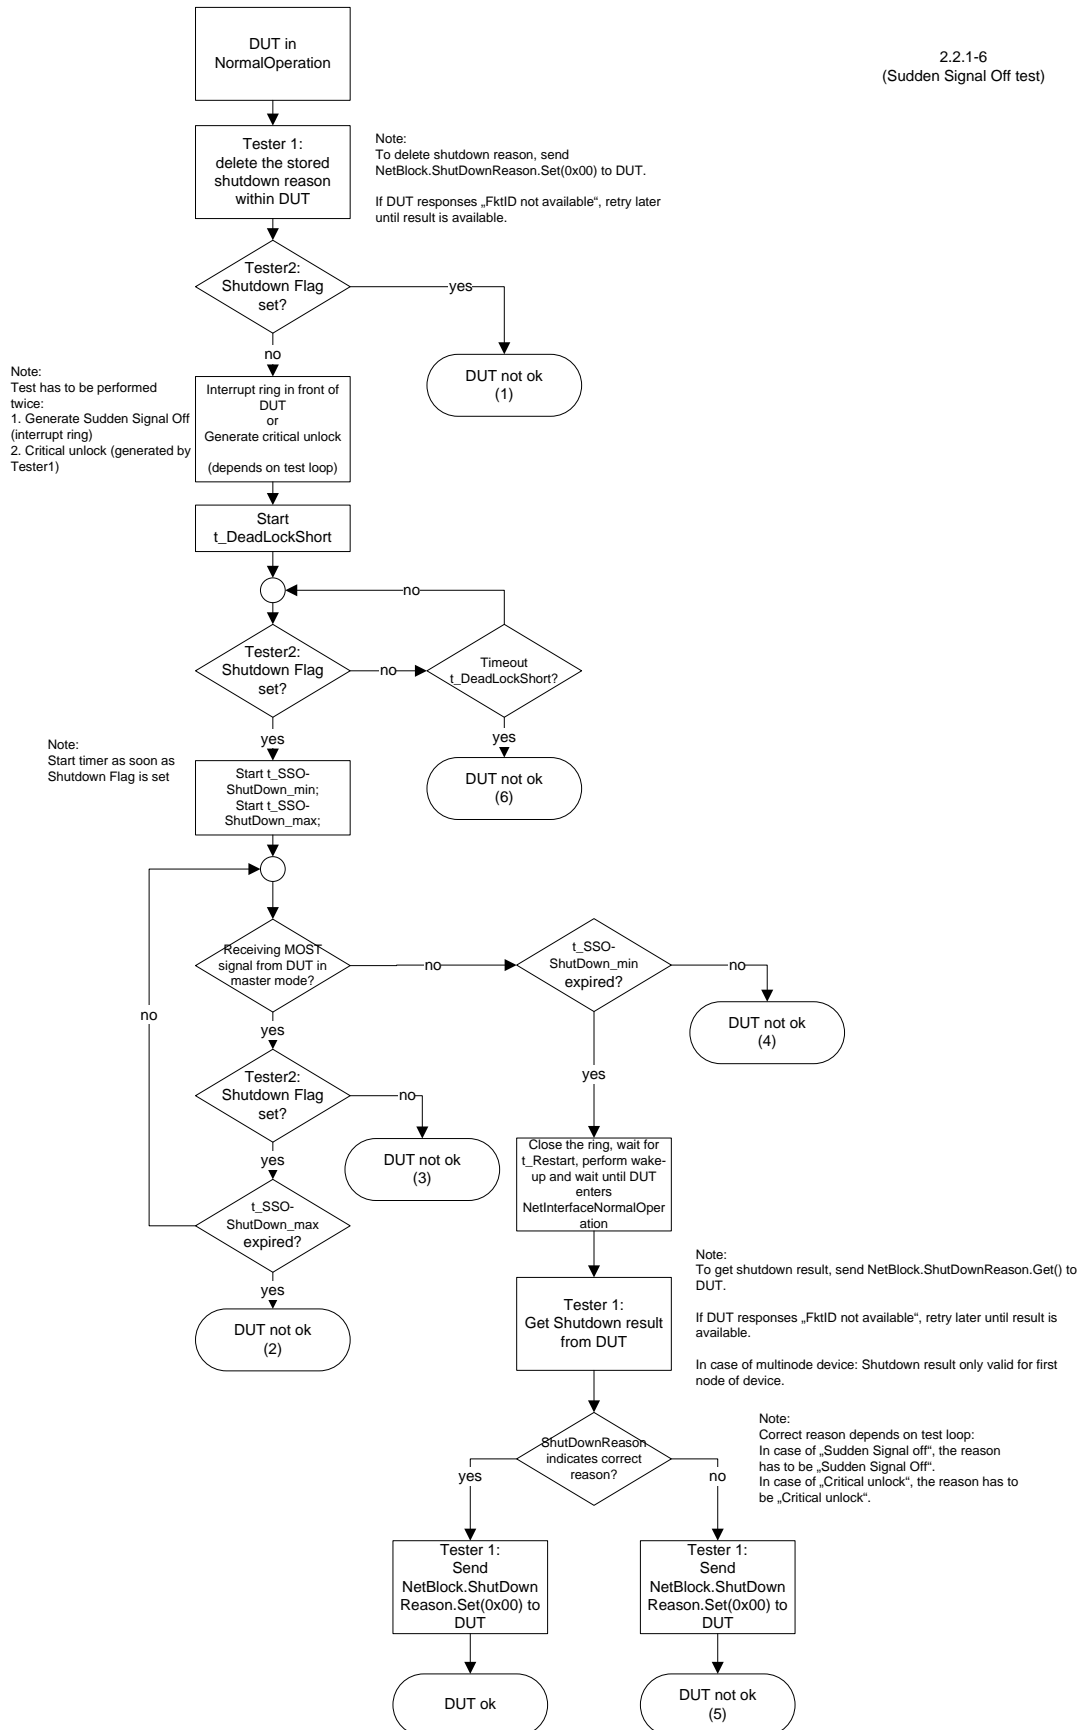 DUT in
NormalOperation
2.2.1-6
(Sudden Signal Off test)
Tester 1:
delete the stored
shutdown reason
within DUT
Note:
To delete shutdown reason, send
NetBlock.ShutDownReason.Set(0x00) to DUT.
If DUT responses „FktID not available“, retry later
until result is available.
Tester2:
Shutdown Flag
set?
yes
no
DUT not ok
(1)
Note:
Test has to be performed
twice:
1. Generate Sudden Signal Off
(interrupt ring)
2. Critical unlock (generated by
Tester1)
Interrupt ring in front of
DUT
or
Generate critical unlock
(depends on test loop)
Start
t_DeadLockShort
no
Tester2:
Shutdown Flag
set?
no
Timeout
t_DeadLockShort?
yes
yes
Note:
Start timer as soon as
Shutdown Flag is set
Start t_SSO-
ShutDown_min;
Start t_SSO-
ShutDown_max;
DUT not ok
(6)
Receiving MOST
signal from DUT in
master mode?
no
t_SSO-
ShutDown_min
expired?
no
DUT not ok
(4)
no
yes
yes
Tester2:
Shutdown Flag
set?
no
DUT not ok
(3)
yes
t_SSO-
ShutDown_max
expired?
yes
DUT not ok
(2)
Close the ring, wait for
t_Restart, perform wake-
up and wait until DUT
enters
NetInterfaceNormalOper
ation
Tester 1:
Get Shutdown result
from DUT
Note:
To get shutdown result, send NetBlock.ShutDownReason.Get() to
DUT.
If DUT responses „FktID not available“, retry later until result is
available.
In case of multinode device: Shutdown result only valid for first
node of device.
ShutDownReason
indicates correct
reason?
yes
no
Note:
Correct reason depends on test loop:
In case of „Sudden Signal off“, the reason
has to be „Sudden Signal Off“.
In case of „Critical unlock“, the reason has to
be „Critical unlock“.
Tester 1:
Send
NetBlock.ShutDown
Reason.Set(0x00) to
DUT
Tester 1:
Send
NetBlock.ShutDown
Reason.Set(0x00) to
DUT
DUT ok
DUT not ok
(5)